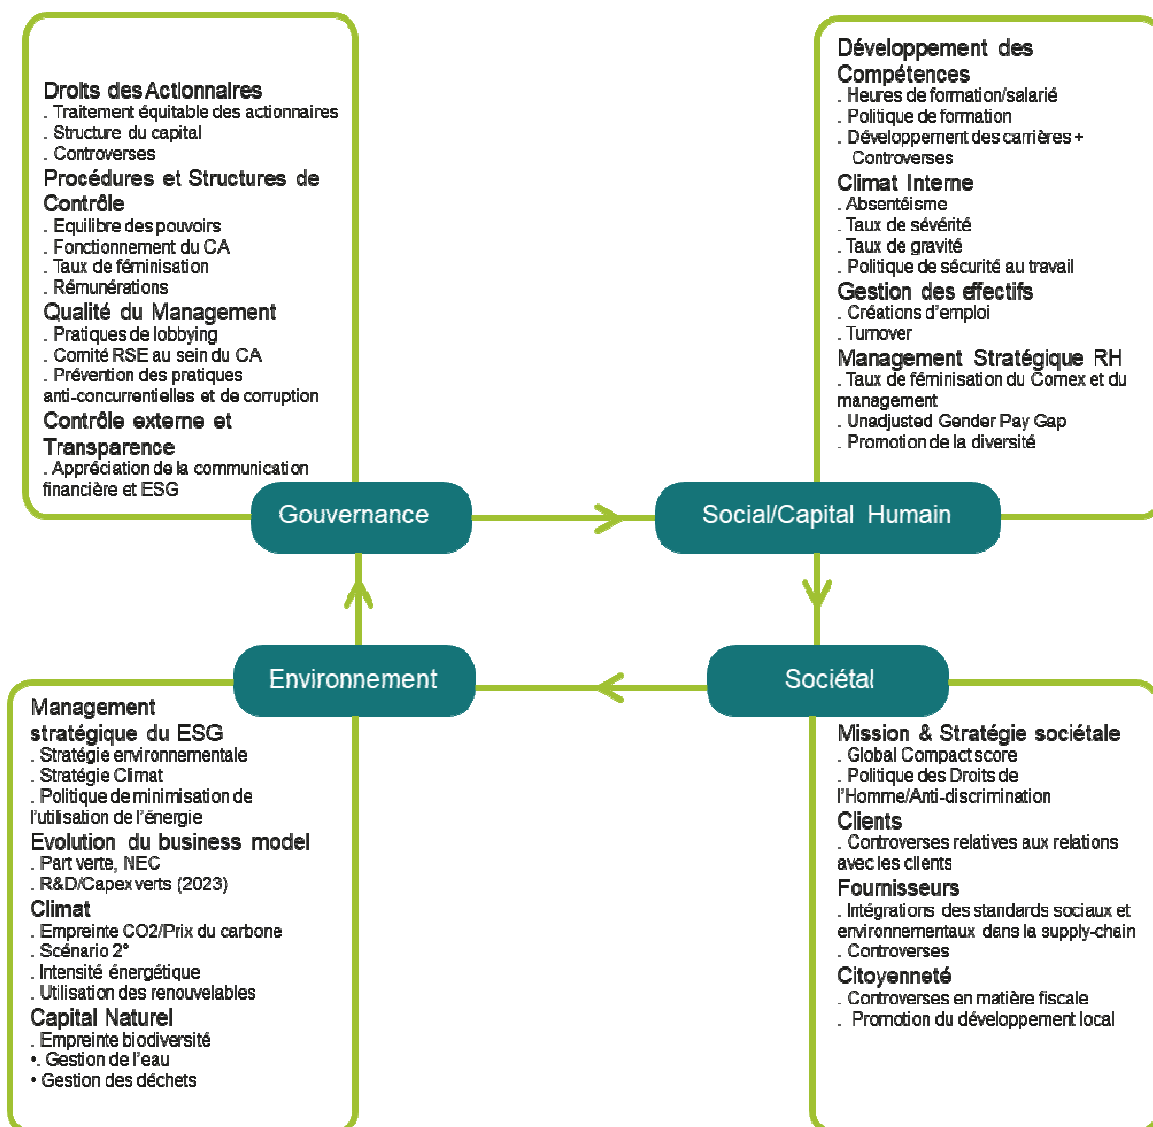 Droits des Actionnaires
. Traitement équitable des actionnaires
. Structure du capital
. Controverses
Procédures et Structures de
Contrôle
. Equilibre des pouvoirs
. Fonctionnement du CA
. Taux de féminisation
. Rémunérations
Qualité du Management
. Pratiques de lobbying
. Comité RSE au sein du CA
. Prévention des pratiques
anti-concurrentielles et de corruption
Contrôle externe et
Transparence
. Appréciation de la communication
financière et ESG
Gouvernance
Développement des
Compétences
. Heures de formation/salarié
. Politique de formation
. Développement des carrières +
Controverses
Climat Interne
. Absentéisme
. Taux de sévérité
. Taux de gravité
. Politique de sécurité au travail
Gestion des effectifs
. Créations d'emploi
. Turnover
Management Stratégique RH
. Taux de féminisation du Comex et du
management
. Unadjusted Gender Pay Gap
. Promotion de la diversité
Social/Capital Humain
Environnement
Management
stratégique du ESG
. Stratégie environnementale
. Stratégie Climat
. Politique de minimisation de
l'utilisation de l'énergie
Evolution du business model
. Part verte, NEC
. R&D/Capex verts (2023)
Climat
. Empreinte CO2/Prix du carbone
. Scénario 2°
. Intensité énergétique
. Utilisation des renouvelables
Capital Naturel
. Empreinte biodiversité
•. Gestion de l'eau
• Gestion des déchets
Sociétal
Mission & Stratégie sociétale
. Global Compact score
. Politique des Droits de
l'Homme/Anti-discrimination
Clients
. Controverses relatives aux relations
avec les clients
Fournisseurs
. Intégrations des standards sociaux et
environnementaux dans la supply-chain
. Controverses
Citoyenneté
. Controverses en matière fiscale
. Promotion du développement local